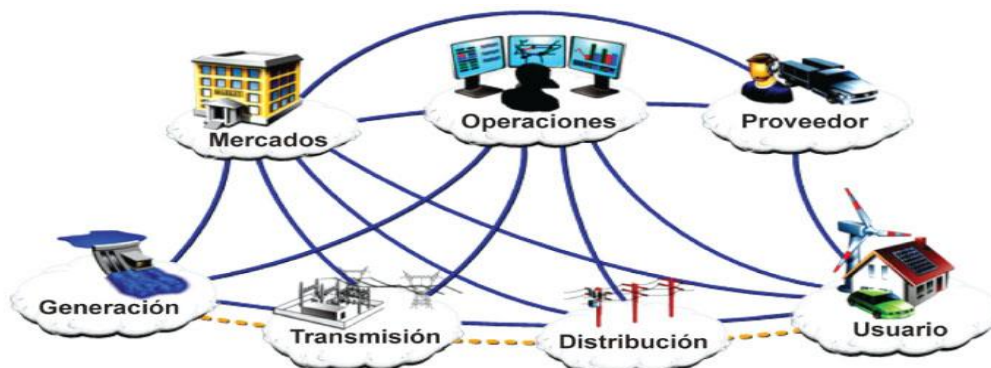 Mercados
Operaciones
Proveedor
Generación
Transmisión
Distribución
Usuario